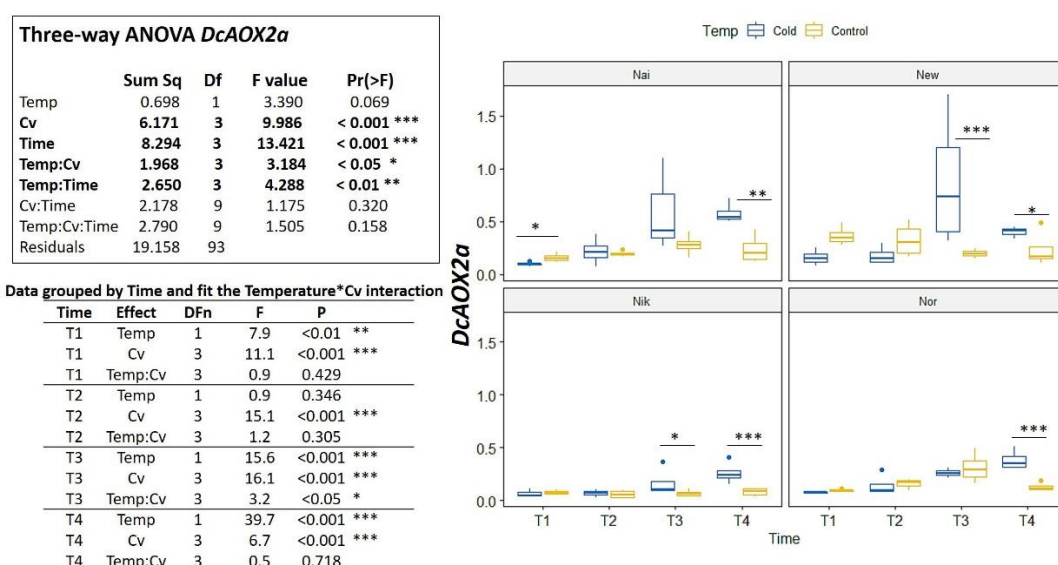 Three-way ANOVA DcAOX2a
Sum Sq Df F value Pr(>F)
Temp 0.698 1 3.390 0.069
Cv 6.171 3 9.986 < 0.001 ***
Time 8.294 3 13.421 < 0.001 ***
Temp:Cv 1.968 3 3.184 < 0.05 *
Temp:Time 2.650 3 4.288 < 0.01 **
Cv:Time 2.178 9 1.175 0.320
Temp:Cv:Time 2.790 9 1.505 0.158
Residuals 19.158 93
Data grouped by Time and fit the Temperature*Cv interaction
Time Effect DFn F P
T1 Temp 1 7.9 <0.01 **
T1 Cv 3 11.1 <0.001 ***
T1 Temp:Cv 3 0.9 0.429
T2 Temp 1 0.9 0.346
T2 Cv 3 15.1 <0.001 ***
T2 Temp:Cv 3 1.2 0.305
T3 Temp 1 15.6 <0.001 ***
T3 Cv 3 16.1 <0.001 ***
T3 Temp:Cv 3 3.2 <0.05 *
T4 Temp 1 39.7 <0.001 ***
T4 Cv 3 6.7 <0.001 ***
T4 Temp:Cv 3 0.5 0.718
Temp Cold Control
DcAOX2a
Nai New
1.5
1.0
0.5
0.0
* ** *** *
Nik Nor
1.5
1.0
0.5
0.0
* *** ***
T1 T2 T3 T4 T1 T2 T3 T4
Time